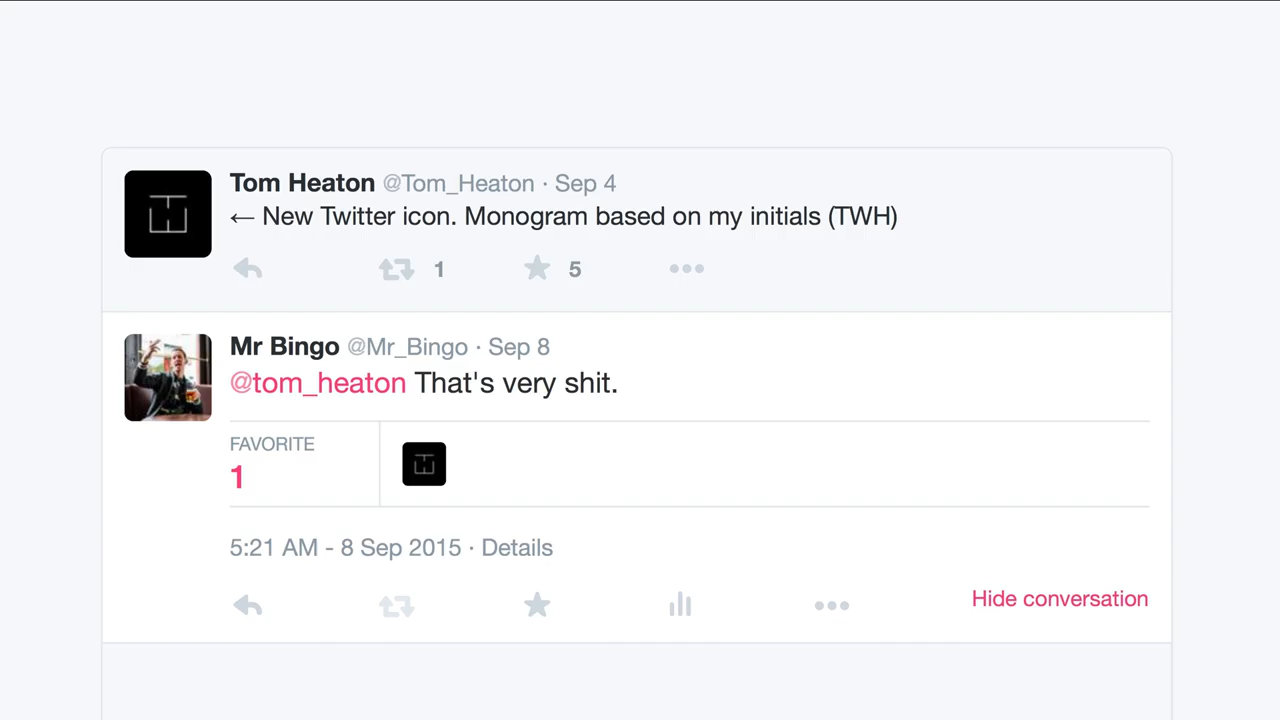 Tom Heaton @Tom_Heaton · Sep 4
← New Twitter icon. Monogram based on my initials (TWH)
1 5
Mr Bingo @Mr_Bingo · Sep 8
@tom_heaton That's very shit.
FAVORITE
1
5:21 AM - 8 Sep 2015 · Details
Hide conversation